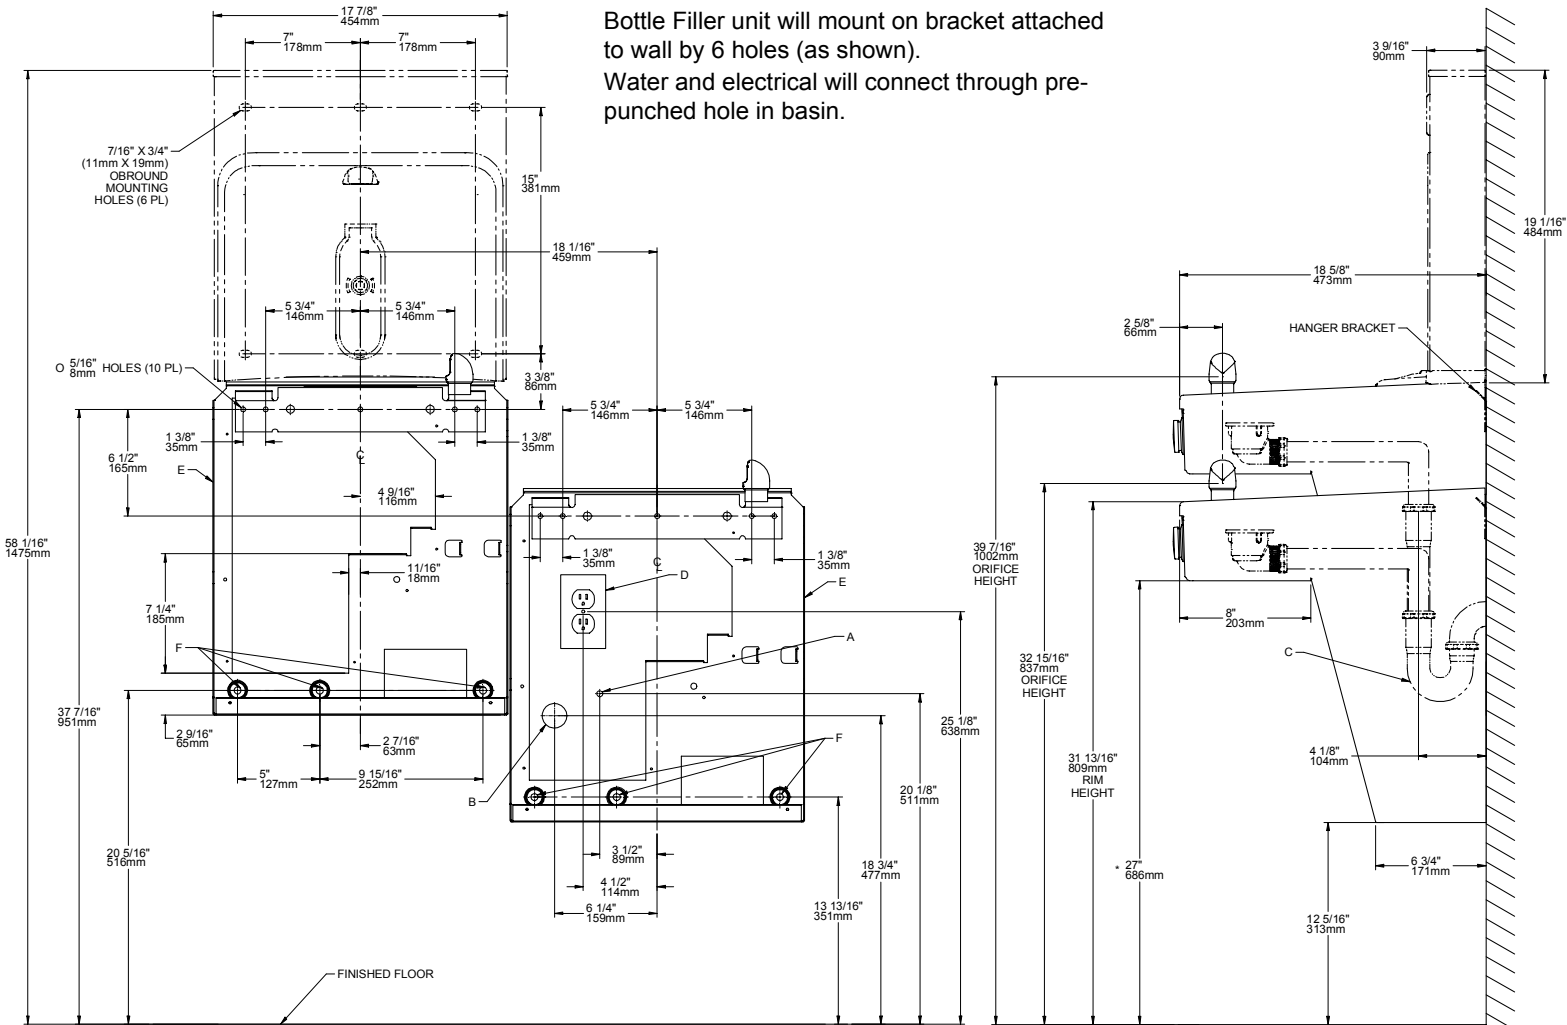 17 7/8"
454mm
7"
178mm
7"
178mm
Bottle Filler unit will mount on bracket attached
to wall by 6 holes (as shown).
Water and electrical will connect through pre-
punched hole in basin.
3 9/16"
90mm
7/16" X 3/4"
(11mm X 19mm)
OBROUND
MOUNTING
HOLES (6 PL)
15"
381mm
19 1/16"
484mm
18 1/16"
459mm
18 5/8"
473mm
5 3/4"
146mm
5 3/4"
146mm
2 5/8"
66mm
HANGER BRACKET
O 5/16" HOLES (10 PL)
8mm
3 3/8"
86mm
5 3/4"
146mm
5 3/4"
146mm
1 3/8"
35mm
1 3/8"
35mm
6 1/2"
165mm
E
CL
4 9/16"
116mm
58 1/16"
1475mm
1 3/8"
35mm
CL
1 3/8"
35mm
39 7/16"
1002mm
ORIFICE
HEIGHT
11/16"
18mm
D
E
7 1/4"
185mm
8"
203mm
F
A
32 15/16"
837mm
ORIFICE
HEIGHT
C
37 7/16"
951mm
2 9/16"
65mm
2 7/16"
63mm
25 1/8"
638mm
F
5"
127mm
9 15/16"
252mm
B
31 13/16"
809mm
RIM
HEIGHT
4 1/8"
104mm
20 1/8"
511mm
20 5/16"
516mm
3 1/2"
89mm
4 1/2"
114mm
6 1/4"
159mm
18 3/4"
477mm
* 27"
686mm
6 3/4"
171mm
13 13/16"
351mm
12 5/16"
313mm
FINISHED FLOOR